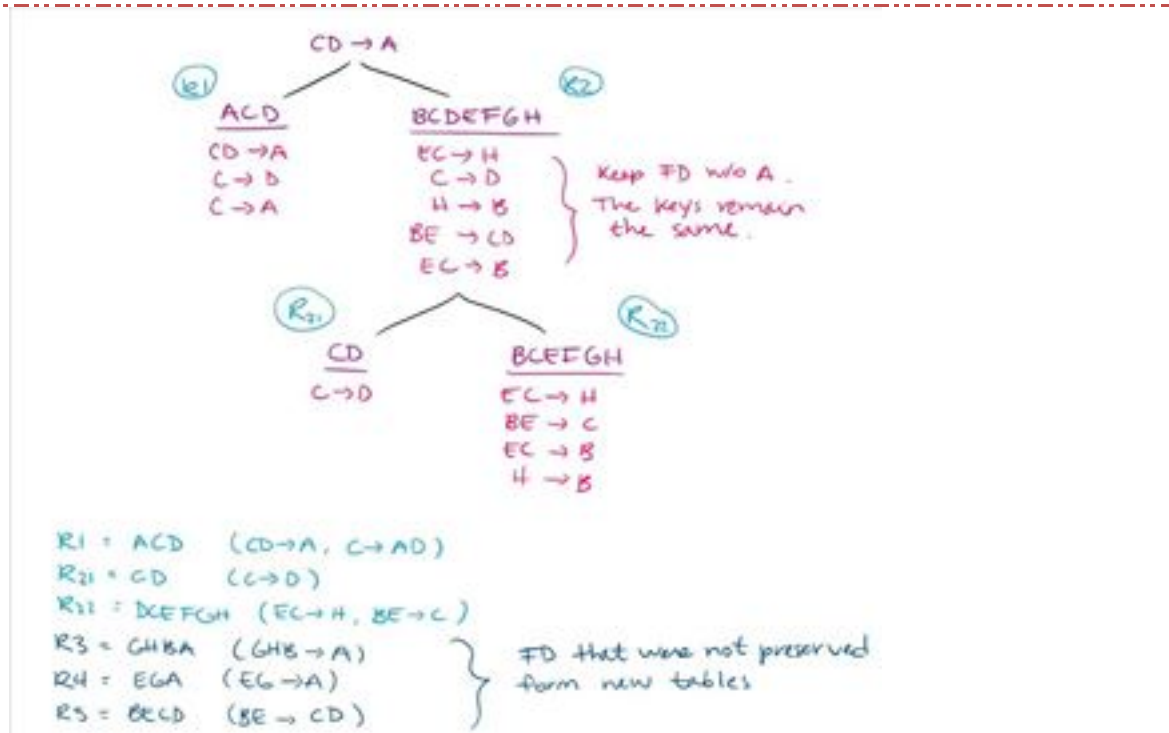 CD → A
R1
R2
ACD
BCDEFGH
CD → A
C → D
C → A
EC → H
C → D
H → B
BE → CD
EC → B
Keep FD w/o A.
The keys remain
the same.
R21
R22
CD
BCEFGH
C → D
EC → H
BE → C
EC → B
H → B
R1 = ACD (CD → A, C → AD)
R21 = CD (C → D)
R22 = BCEFGH (EC → H, BE → C)
R3 = GHBA (GHB → A)
R4 = EGA (EG → A)
R5 = BECD (BE → CD)
FD that were not preserved
form new tables